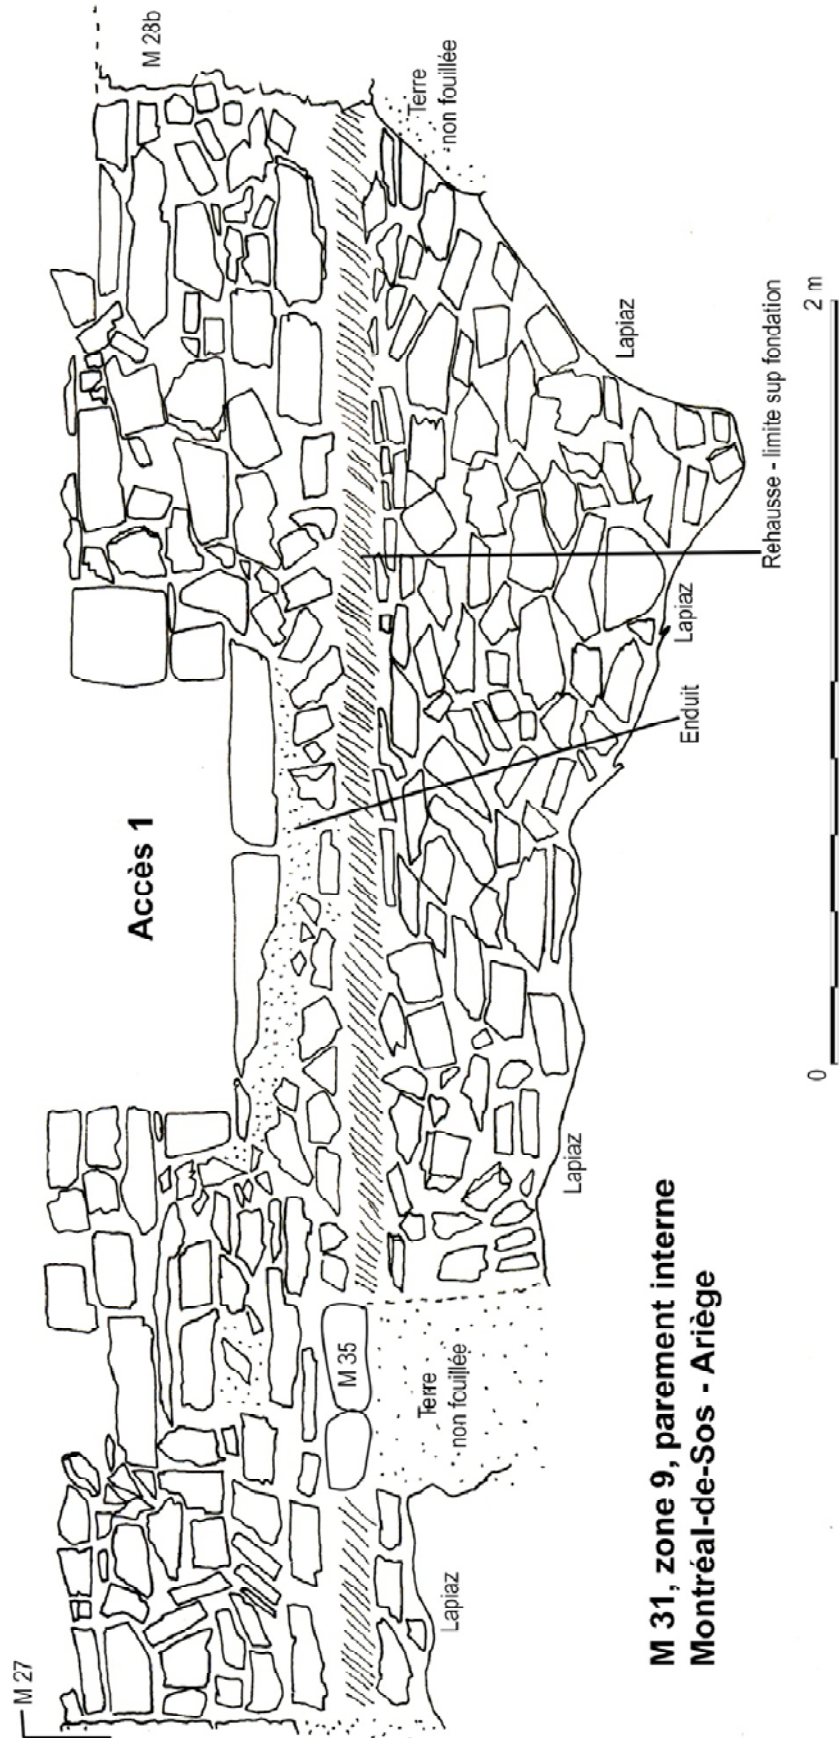 M 27
Accès 1
M 28b
Terre
non fouillée
M 35
Terre
non fouillée
Lapiaz
Lapiaz
Lapiaz
Lapiaz
Enduit
Rehausse - limite sup fondation
M 31, zone 9, parement interne
Montréal-de-Sos - Ariège
0
2 m